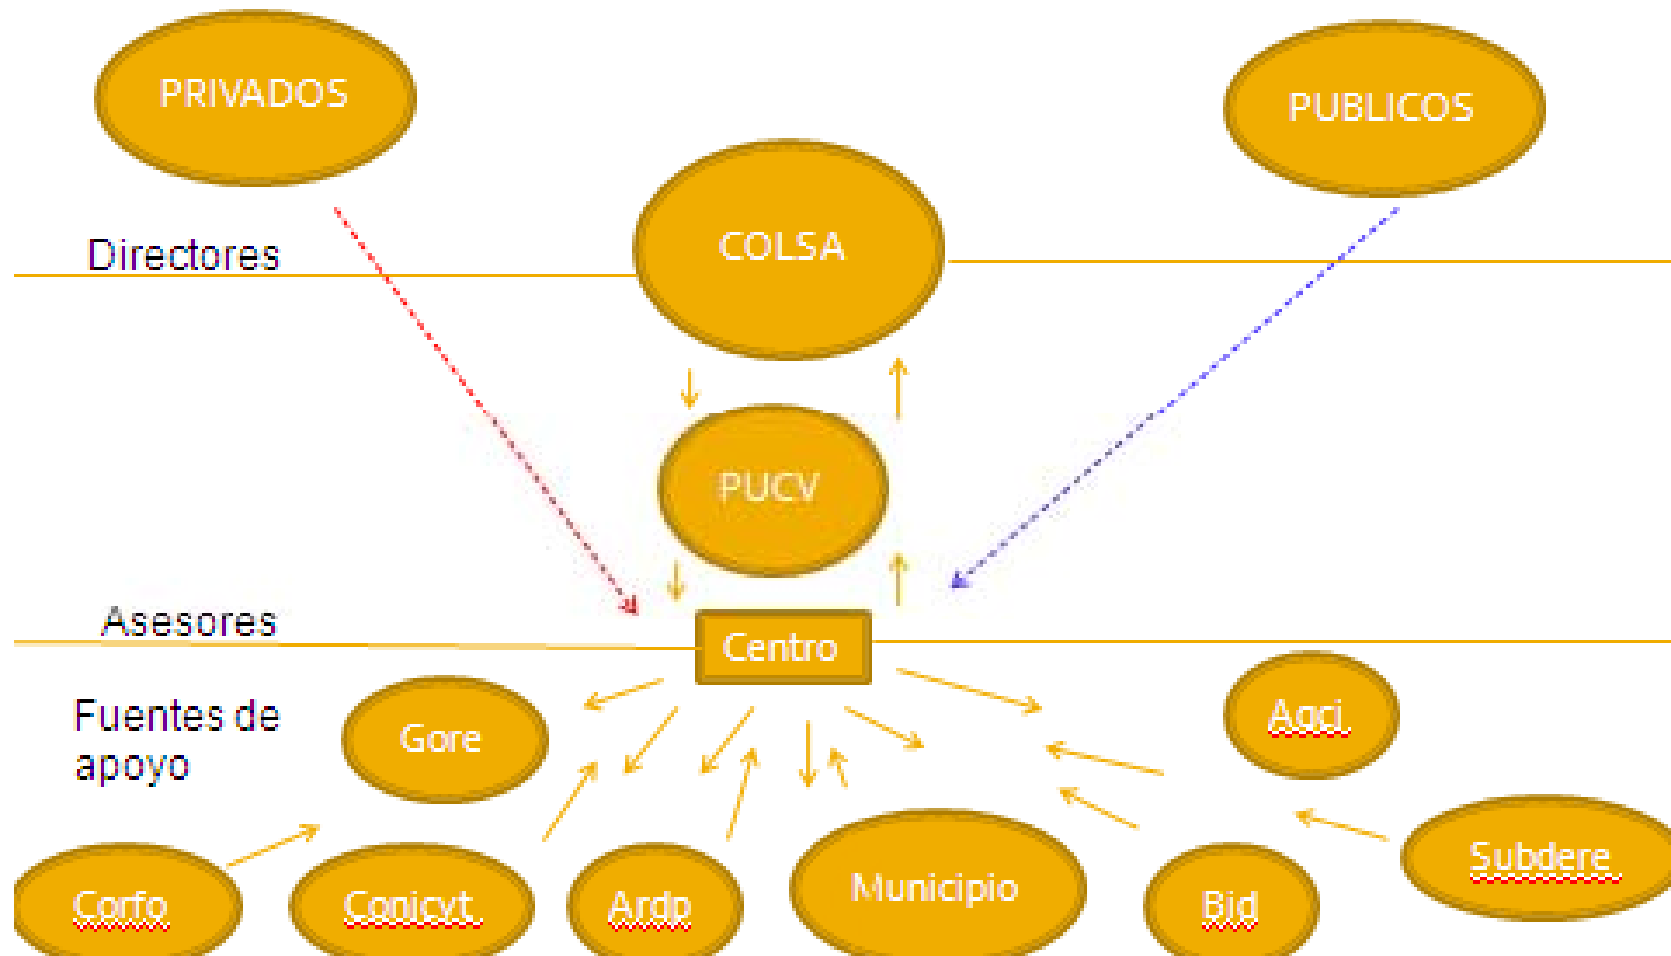 PRIVADOS
PUBLICOS
COLSA
Directores
PUCV
Asesores
Centro
Fuentes de
apoyo
Gore
Agci
Corfo
Conicyt
Ardp
Municipio
Bid
Subdere